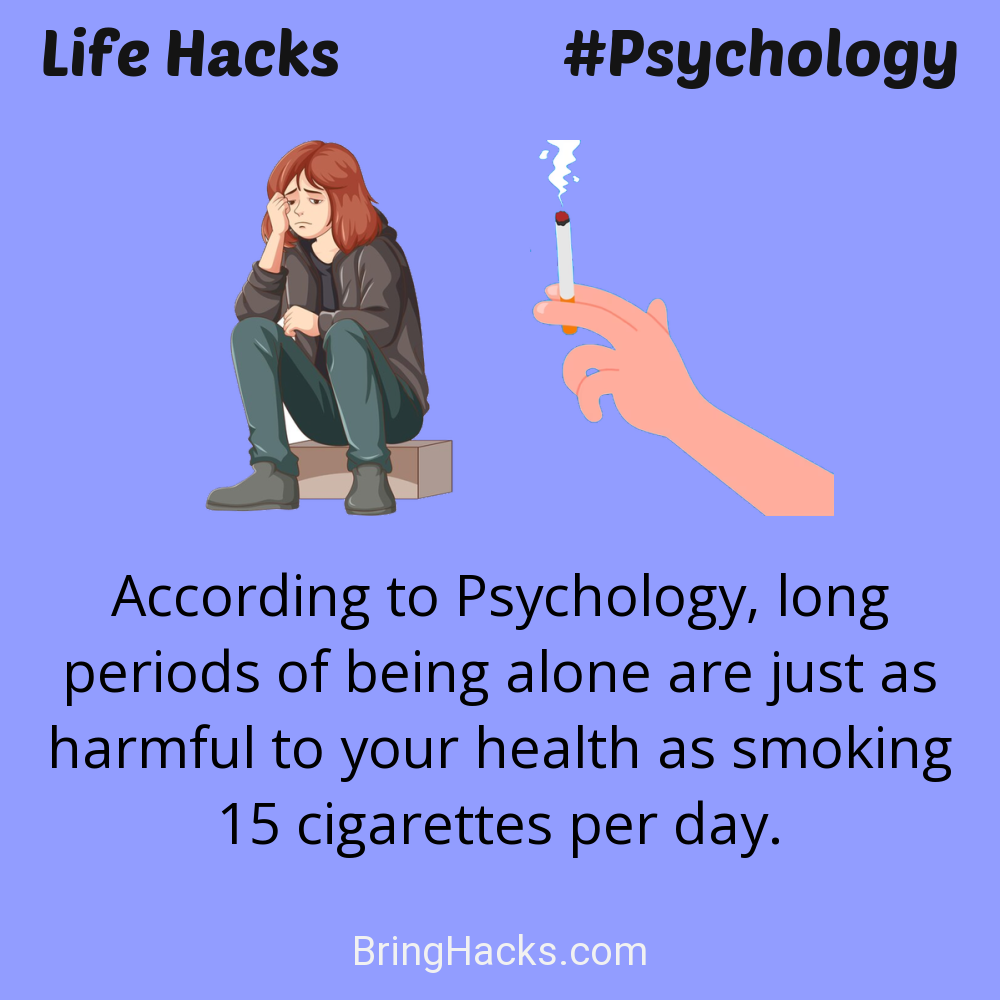 Life Hacks
#Psychology
According to Psychology, long
periods of being alone are just as
harmful to your health as smoking
15 cigarettes per day.
BringHacks.com